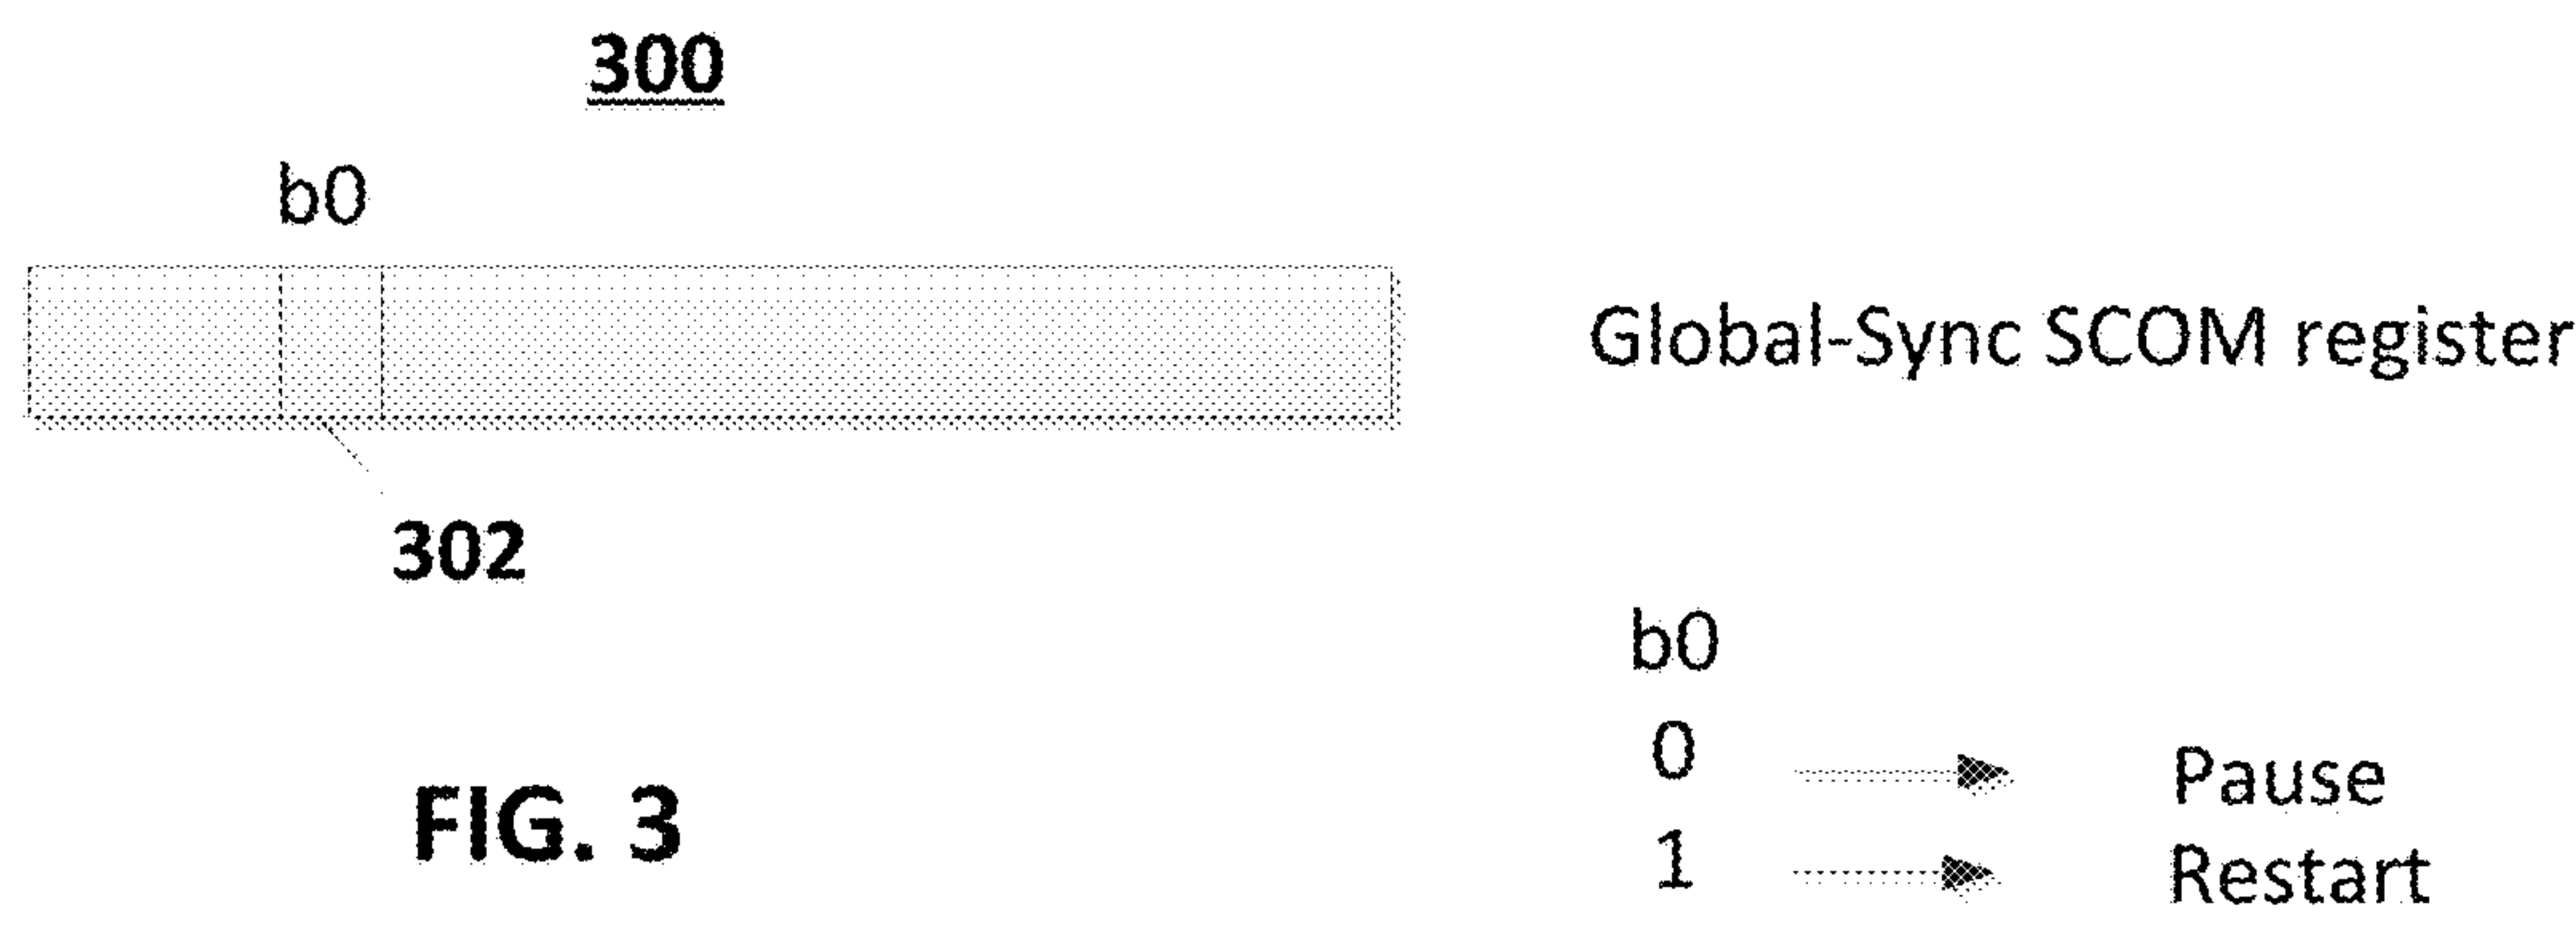 300
b0
Global-Sync SCOM register
302
b0
0 Pause
1 Restart
FIG. 3